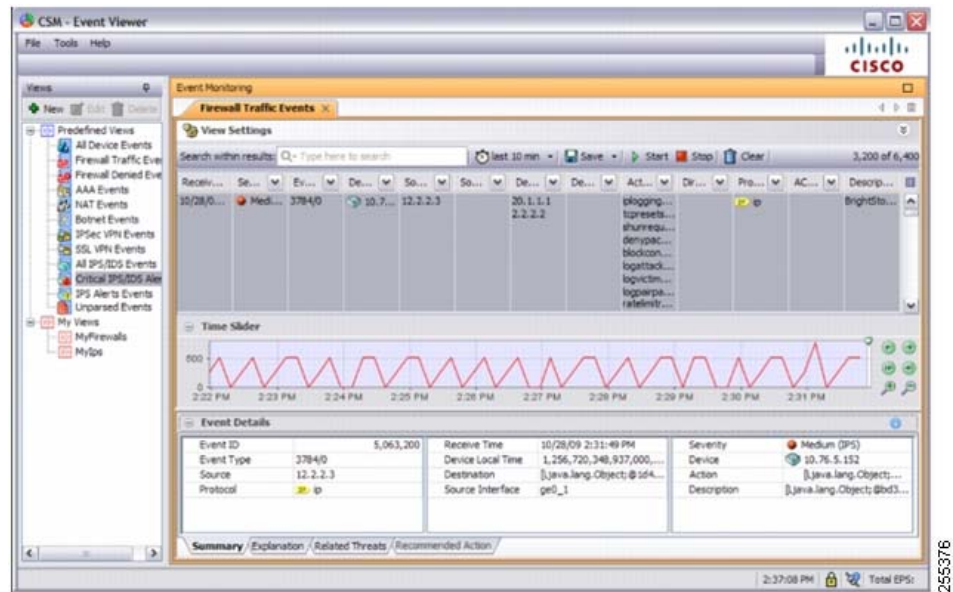 CSM - Event Viewer
File Tools Help
CISCO
Views
New Edit Delete
Predefined Views
All Device Events
Firewall Traffic Eve
Firewall Denied Eve
AAA Events
NAT Events
Botnet Events
IPSec VPN Events
SSL VPN Events
All IPS/IDS Events
Critical IPS/IDS Aler
IPS Alerts Events
Unparsed Events
My Views
MyFirewalls
MyIps
Event Monitoring
Firewall Traffic Events
View Settings
Search within results: Type here to search last 10 min Save Start Stop Clear 3,200 of 6,400
Receiv... Se... Ev... De... So... So... De... De... Act... Dir... Pro... AC... Descrip...
10/28/0... Medi... 3784/0 10.7... 12.2.2.3 20.1.1.1 iplogging... ip BrightSto...
2.2.2.2 tcpresets...
shunrequ...
denypac...
blockcon...
logattack...
logvictim...
logpairpa...
ratelimitr...
Time Slider
500
0
2:22 PM 2:23 PM 2:24 PM 2:25 PM 2:26 PM 2:27 PM 2:28 PM 2:29 PM 2:30 PM 2:31 PM
Event Details
Event ID 5,063,200 Receive Time 10/28/09 2:31:49 PM Severity Medium (IPS)
Event Type 3784/0 Device Local Time 1,256,720,348,937,000,... Device 10.76.5.152
Source 12.2.2.3 Destination [Ljava.lang.Object;@1d4... Action [Ljava.lang.Object;...
Protocol ip Source Interface ge0_1 Description [Ljava.lang.Object;@bd3...
Summary Explanation Related Threats Recommended Action
2:37:08 PM Total EPS:
255376